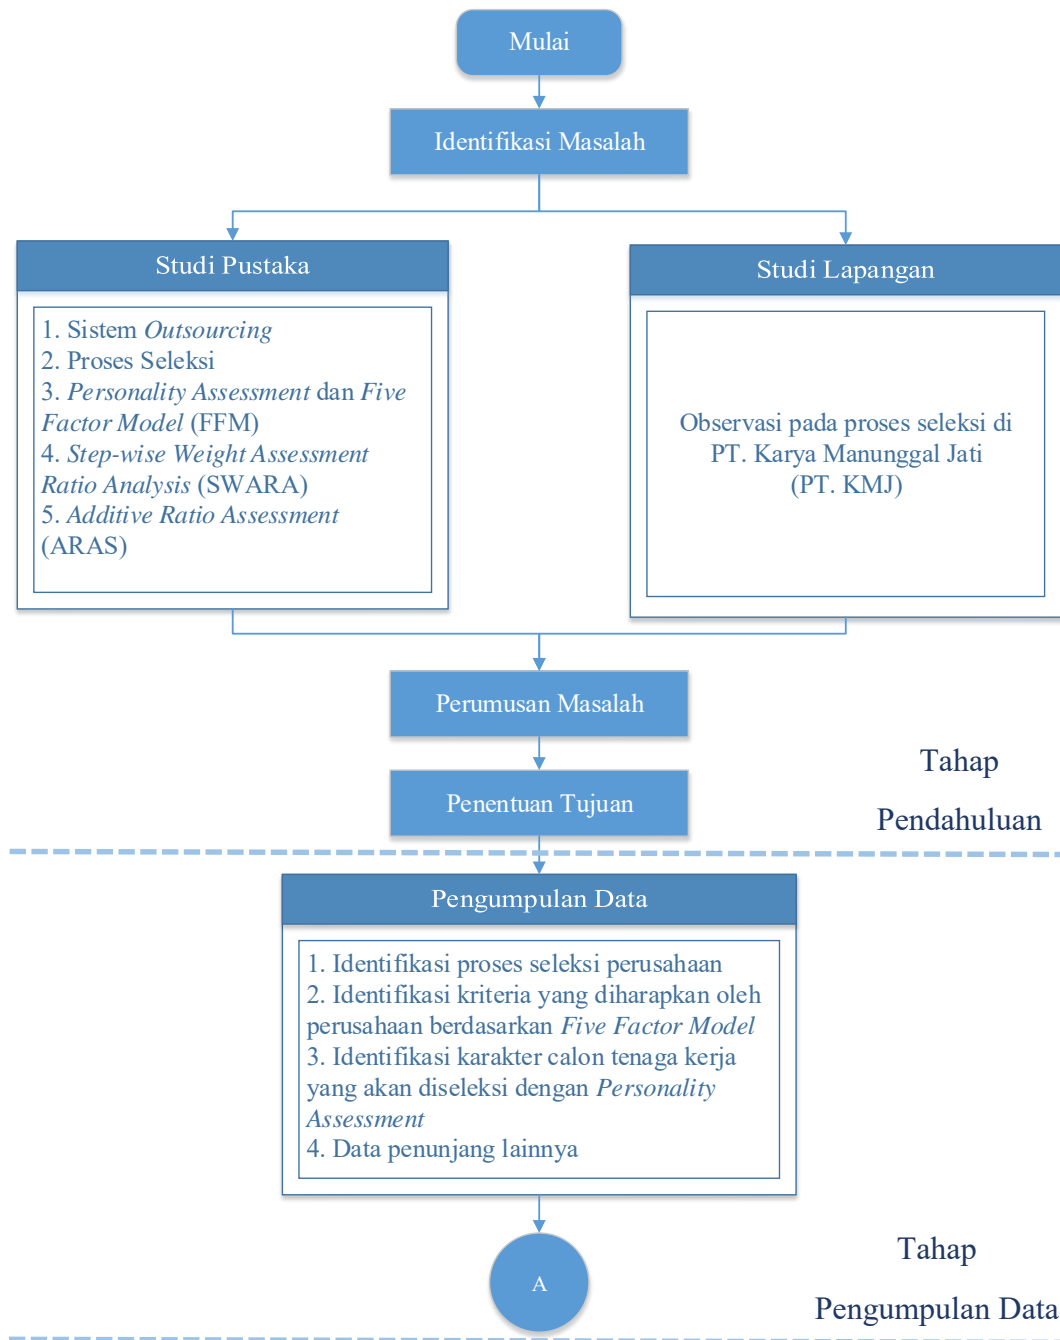 Mulai
Identifikasi Masalah
Studi Pustaka
1. Sistem Outsourcing
2. Proses Seleksi
3. Personality Assessment dan Five
Factor Model (FFM)
4. Step-wise Weight Assessment
Ratio Analysis (SWARA)
5. Additive Ratio Assessment
(ARAS)
Studi Lapangan
Observasi pada proses seleksi di
PT. Karya Manunggal Jati
(PT. KMJ)
Perumusan Masalah
Penentuan Tujuan
Tahap
Pendahuluan
Pengumpulan Data
1. Identifikasi proses seleksi perusahaan
2. Identifikasi kriteria yang diharapkan oleh
perusahaan berdasarkan Five Factor Model
3. Identifikasi karakter calon tenaga kerja
yang akan diseleksi dengan Personality
Assessment
4. Data penunjang lainnya
A
Tahap
Pengumpulan Data